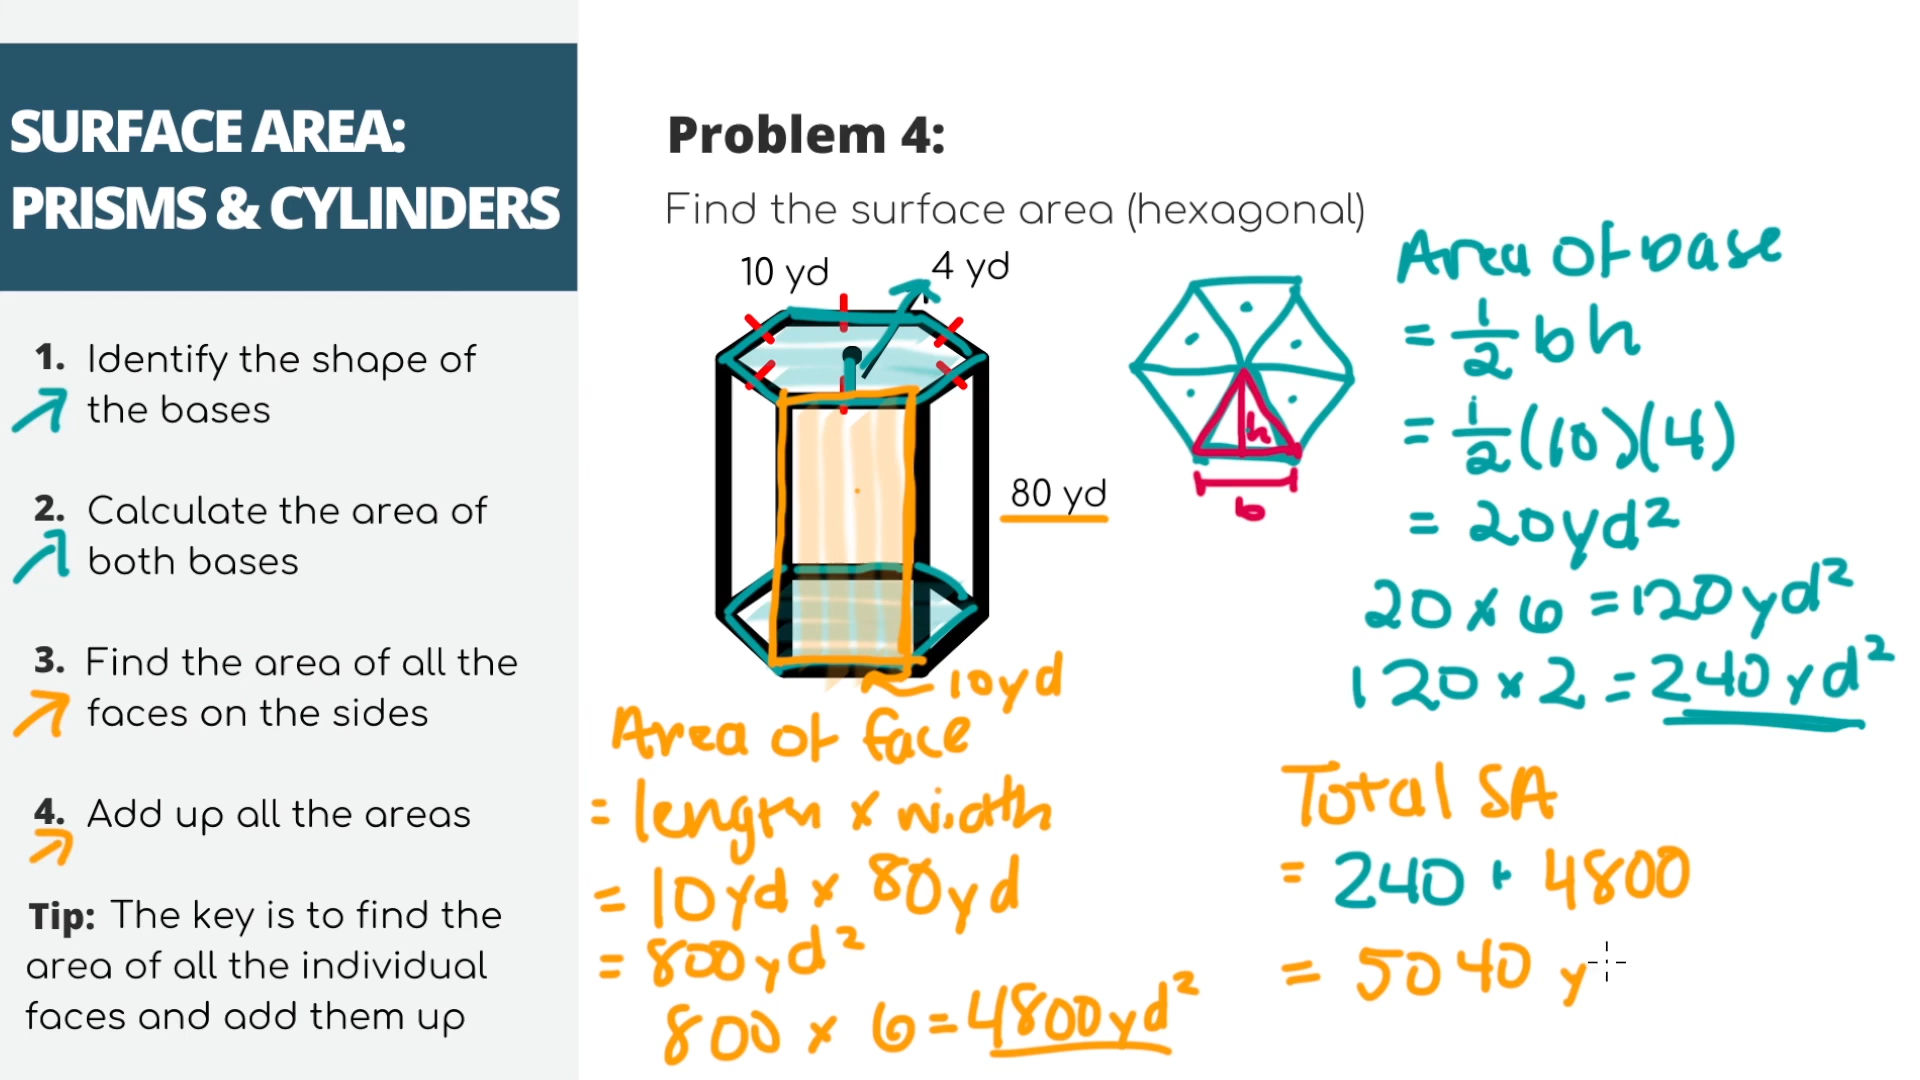 SURFACE AREA:
PRISMS & CYLINDERS
1. Identify the shape of
the bases
2. Calculate the area of
both bases
3. Find the area of all the
faces on the sides
4. Add up all the areas
Tip: The key is to find the
area of all the individual
faces and add them up
Problem 4:
Find the surface area (hexagonal)
10 yd
4 yd
80 yd
10yd
h
b
Area of base
= 1/2 bh
= 1/2 (10)(4)
= 20yd²
20 x 6 = 120yd²
120 x 2 = 240yd²
Area of face
= length x width
= 10yd x 80yd
= 800yd²
800 x 6 = 4800yd²
Total SA
= 240 + 4800
= 5040 y